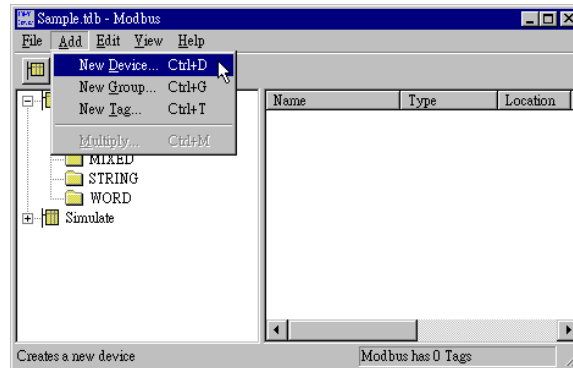 Sample.tdb - Modbus
File Add Edit View Help
New Device... Ctrl+D
New Group... Ctrl+G
New Tag... Ctrl+T
Multiply... Ctrl+M
Name Type Location
MIXED
STRING
WORD
Simulate
Creates a new device Modbus has 0 Tags